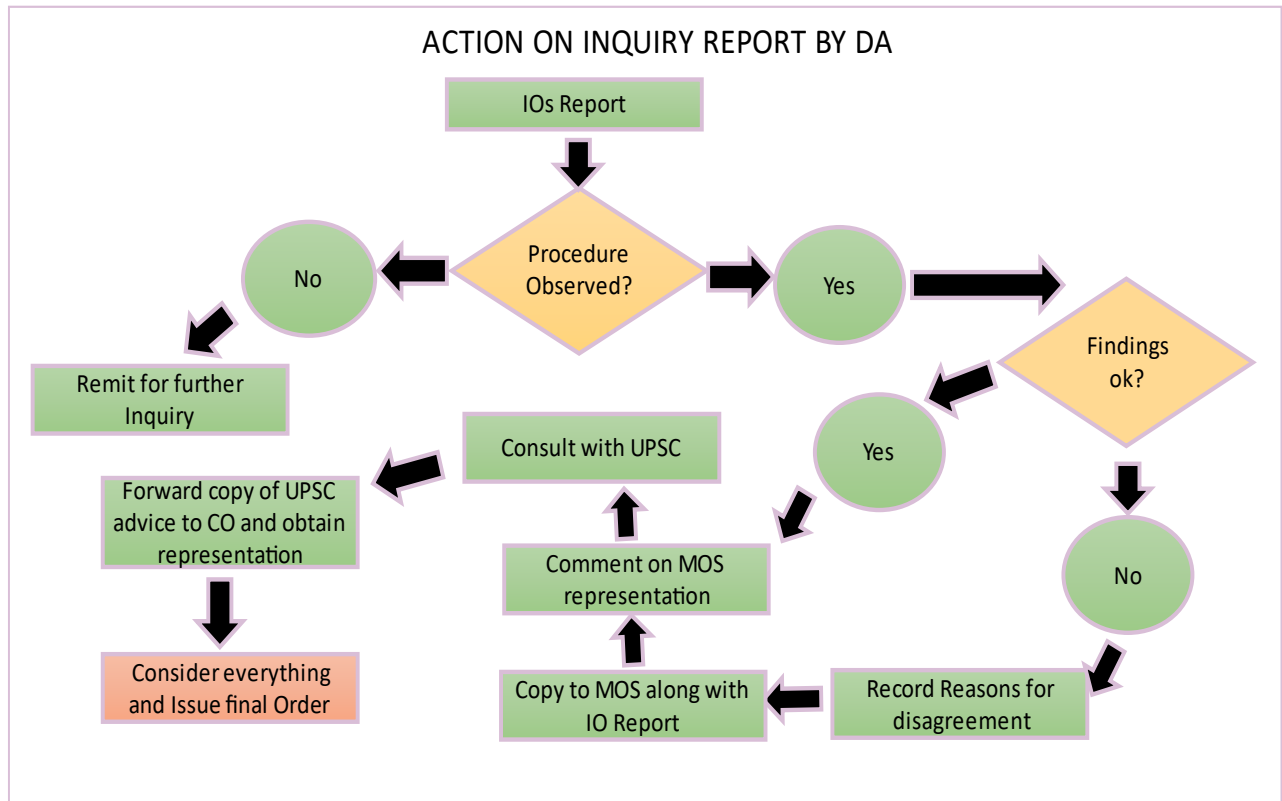 ACTION ON INQUIRY REPORT BY DA
IOs Report
Procedure
Observed?
No
Yes
Findings
ok?
Remit for further
Inquiry
Yes
Consult with UPSC
Forward copy of UPSC
advice to CO and obtain
representation
Comment on MOS
representation
No
Consider everything
and Issue final Order
Copy to MOS along with
IO Report
Record Reasons for
disagreement